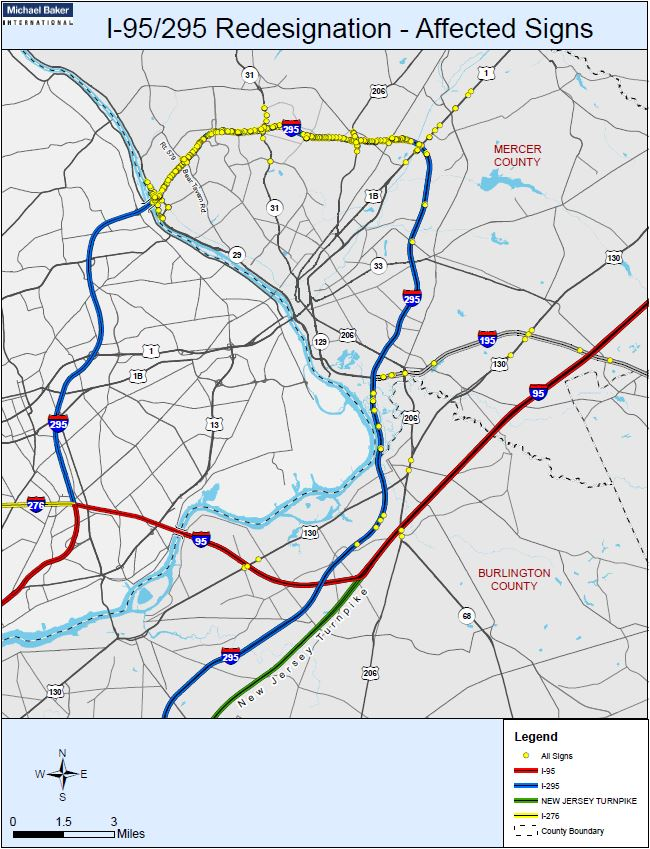 Michael Baker
INTERNATIONAL
I-95/295 Redesignation - Affected Signs
31
206
1
295
MERCER
COUNTY
Rt. 579
Bear Tavern Rd
1B
31
29
33
130
295
129
206
195
1
130
1B
95
295
13
206
276
130
95
BURLINGTON
COUNTY
New Jersey Turnpike
68
295
206
130
N
W
E
S
0 1.5 3
Miles
Legend
All Signs
I-95
I-295
NEW JERSEY TURNPIKE
I-276
County Boundary